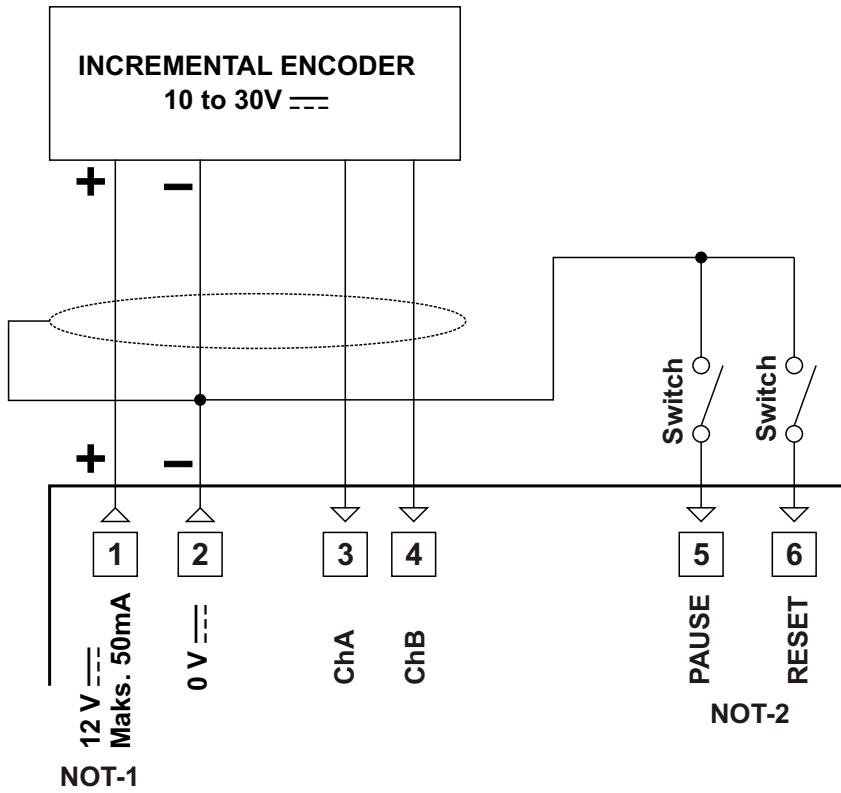 INCREMENTAL ENCODER
10 to 30V
+
−
Switch
Switch
+
−
1
2
3
4
5
6
12 V
Maks. 50mA
0 V
ChA
ChB
PAUSE
RESET
NOT-2
NOT-1